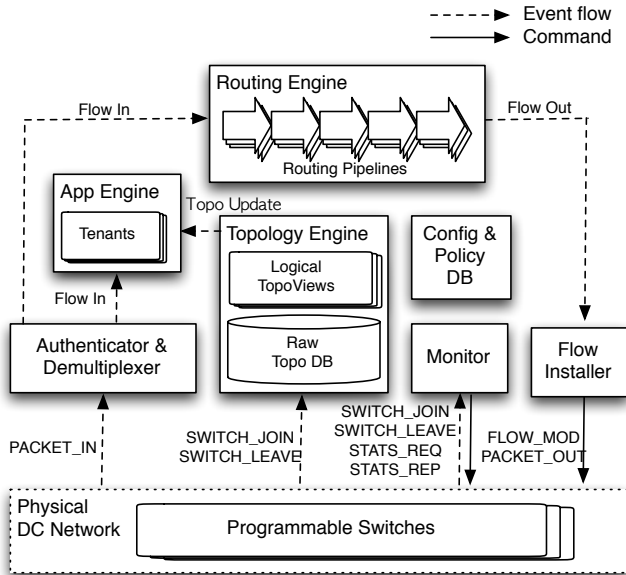 Event flow
Command
Routing Engine
Flow In
Flow Out
Routing Pipelines
App Engine
Topo Update
Tenants
Topology Engine
Config &
Policy
DB
Logical
TopoViews
Flow In
Authenticator &
Demultiplexer
Raw
Topo DB
Monitor
Flow
Installer
PACKET_IN
SWITCH_JOIN
SWITCH_LEAVE
SWITCH_JOIN
SWITCH_LEAVE
STATS_REQ
STATS_REP
FLOW_MOD
PACKET_OUT
Physical
DC Network
Programmable Switches